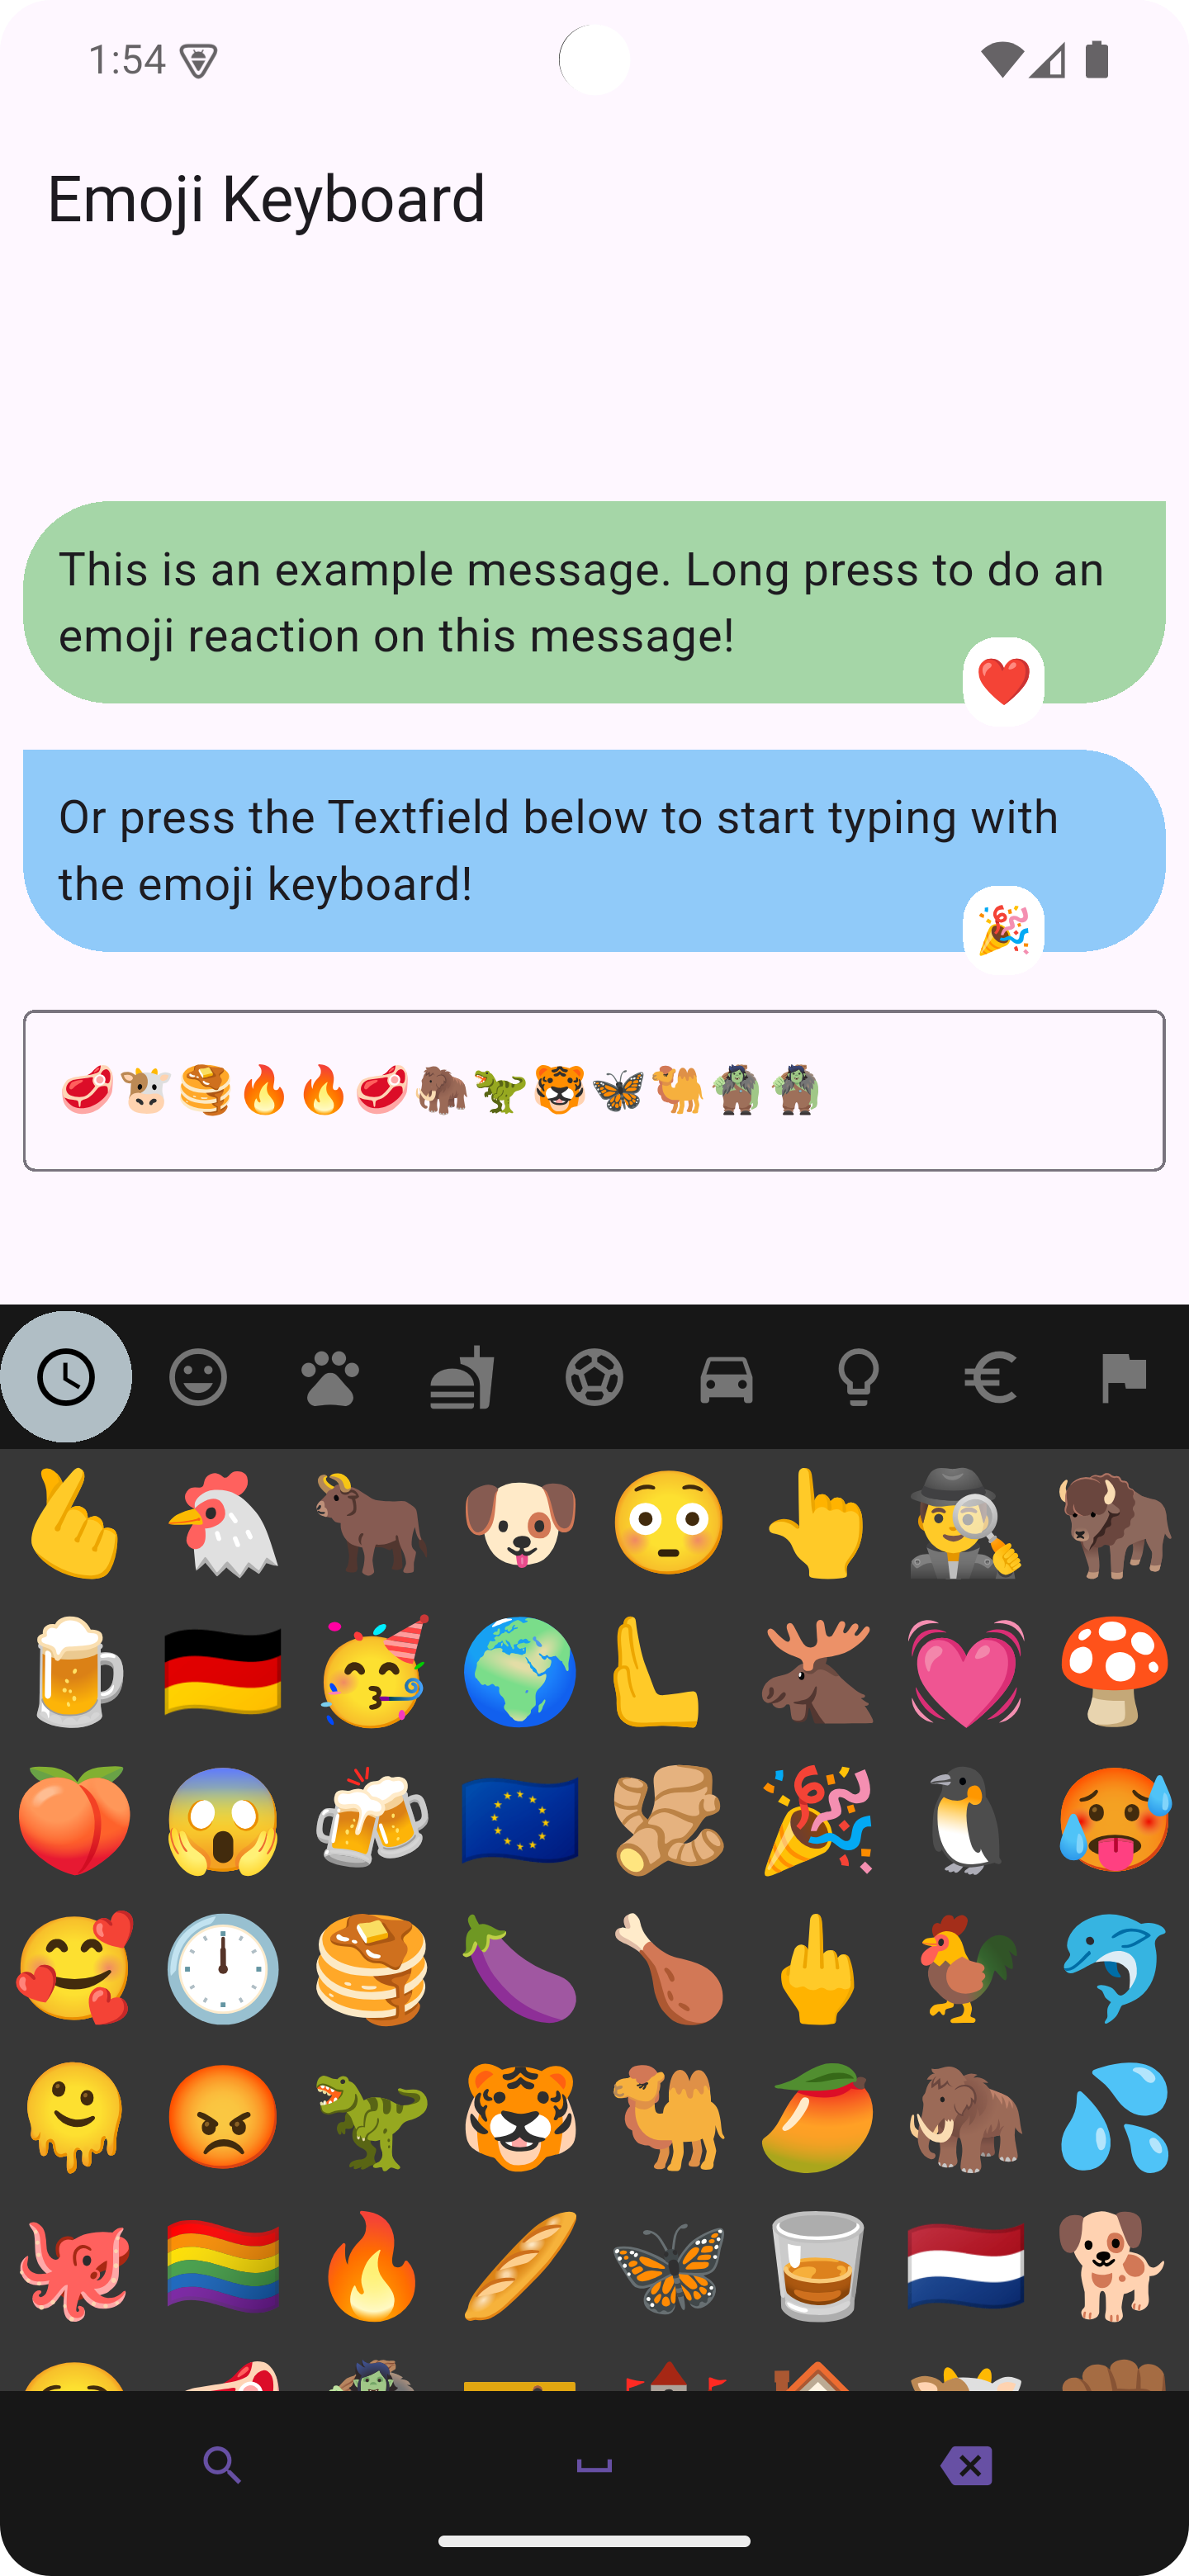 1:54
Emoji Keyboard
This is an example message. Long press to do an
emoji reaction on this message!
❤️
Or press the Textfield below to start typing with
the emoji keyboard!
🎉
🥩🐮🥞🔥🔥🥩🦣🦖🐯🦋🐫🧌🧌